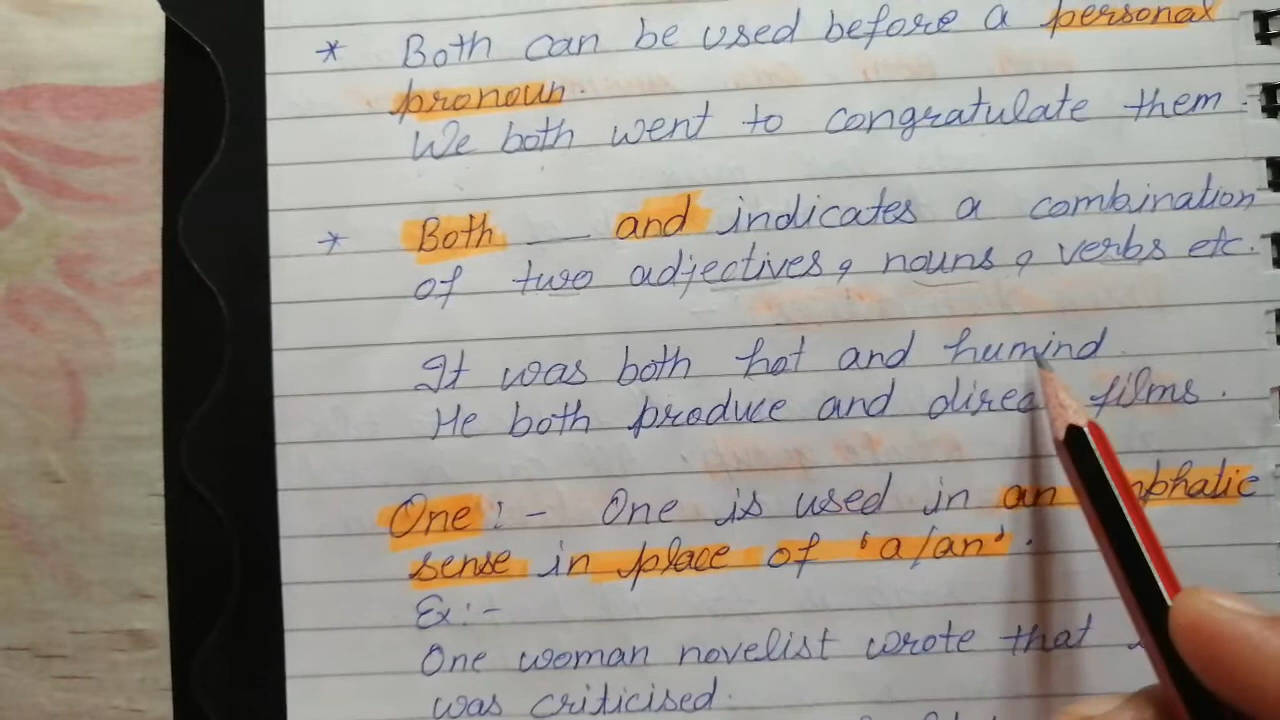 * Both can be used before a personal
pronoun.
We both went to congratulate them.
* Both __ and indicates a combination
of two adjectives, nouns, verbs etc.
It was both hot and humind.
He both produce and direct films.
One :- One is used in an emphatic
sense in place of 'a/an'.
Ex :-
One woman novelist wrote that
was criticised.